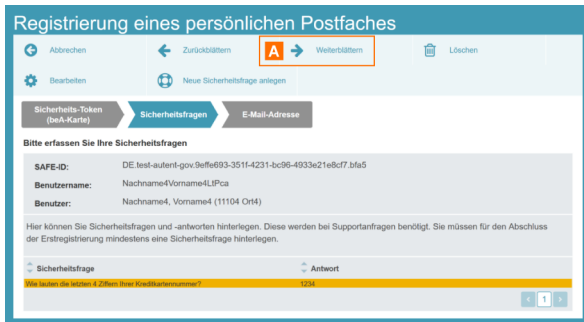 Registrierung eines persönlichen Postfaches
Abbrechen
Zurückblättern
A
Weiterblättern
Löschen
Bearbeiten
Neue Sicherheitsfrage anlegen
Sicherheits-Token
(beA-Karte)
Sicherheitsfragen
E-Mail-Adresse
Bitte erfassen Sie Ihre Sicherheitsfragen
SAFE-ID: DE.test-autent-gov.9effe693-351f-4231-bc96-4933e21e8cf7.bfa5
Benutzername: Nachname4Vorname4LtPca
Benutzer: Nachname4, Vorname4 (11104 Ort4)
Hier können Sie Sicherheitsfragen und -antworten hinterlegen. Diese werden bei Supportanfragen benötigt. Sie müssen für den Abschluss
der Erstregistrierung mindestens eine Sicherheitsfrage hinterlegen.
Sicherheitsfrage Antwort
Wie lauten die letzten 4 Ziffern Ihrer Kreditkartennummer? 1234
< 1 >